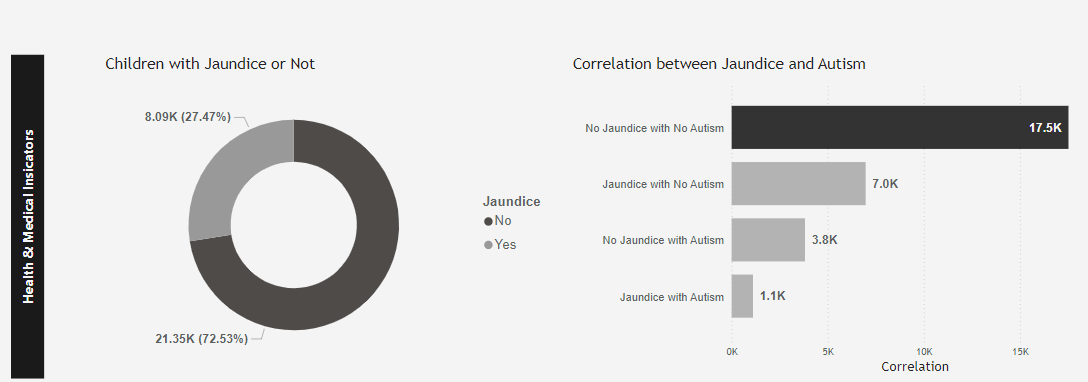 Health & Medical Insicators
Children with Jaundice or Not
8.09K (27.47%)
21.35K (72.53%)
Jaundice
No
Yes
Correlation between Jaundice and Autism
No Jaundice with No Autism
17.5K
Jaundice with No Autism
7.0K
No Jaundice with Autism
3.8K
Jaundice with Autism
1.1K
0K 5K 10K 15K
Correlation